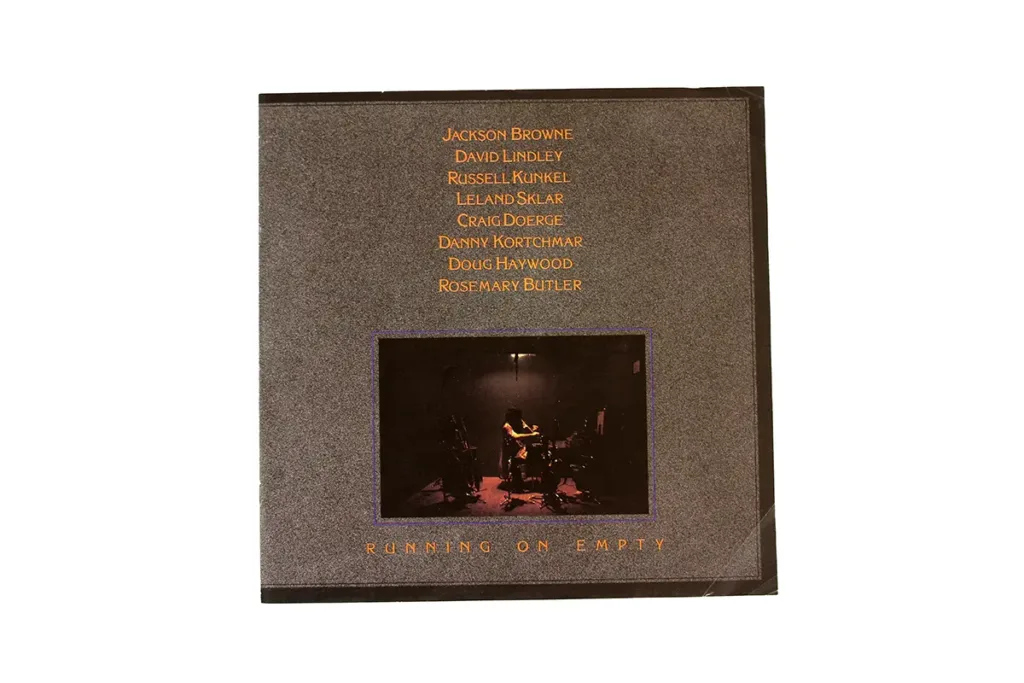 Jackson Browne
David Lindley
Russell Kunkel
Leland Sklar
Craig Doerge
Danny Kortchmar
Doug Haywood
Rosemary Butler
RUNNING ON EMPTY